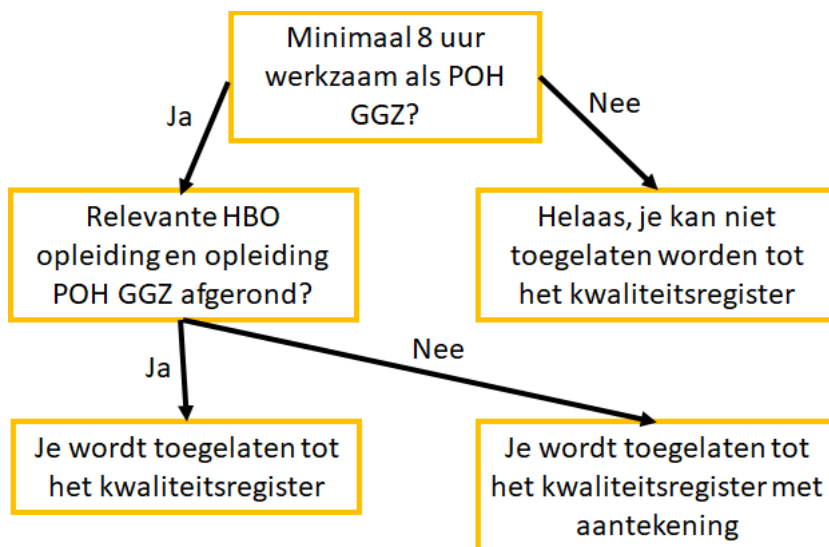 Minimaal 8 uur
werkzaam als POH
GGZ?
Ja
Nee
Relevante HBO
opleiding en opleiding
POH GGZ afgerond?
Helaas, je kan niet
toegelaten worden tot
het kwaliteitsregister
Ja
Nee
Je wordt toegelaten tot
het kwaliteitsregister
Je wordt toegelaten tot
het kwaliteitsregister met
aantekening